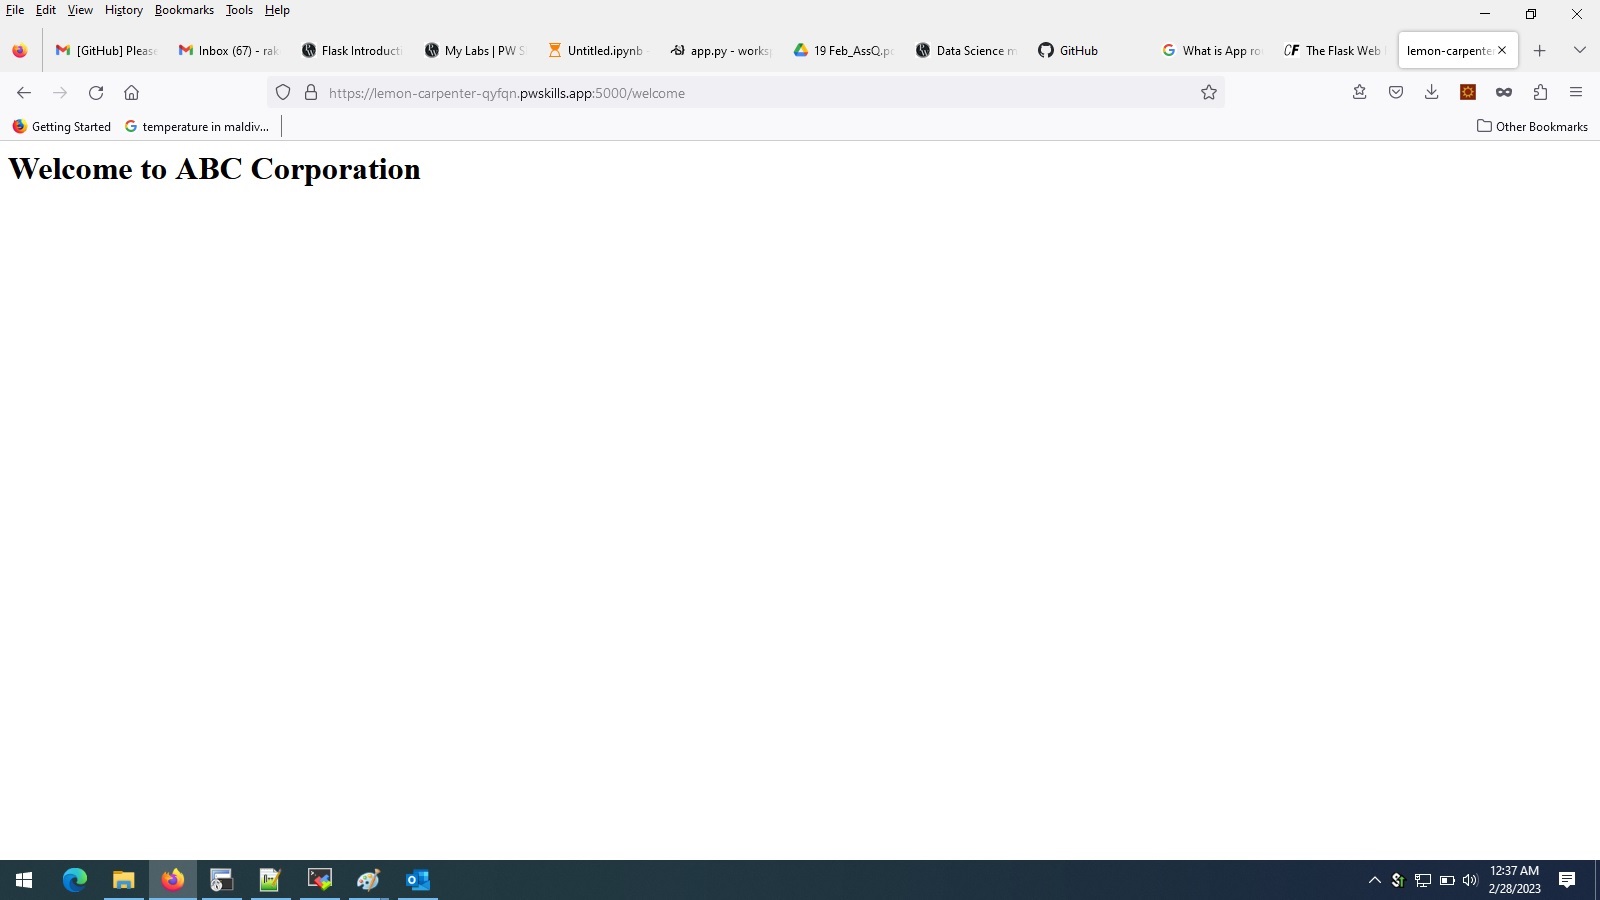 File Edit View History Bookmarks Tools Help
[GitHub] Please Inbox (67) - rak Flask Introducti My Labs | PW S Untitled.ipynb - app.py - works 19 Feb_AssQ.p Data Science m GitHub What is App ro The Flask Web lemon-carpenter
https://lemon-carpenter-qyfqn.pwskills.app:5000/welcome
Getting Started temperature in maldiv... Other Bookmarks
Welcome to ABC Corporation
12:37 AM
2/28/2023